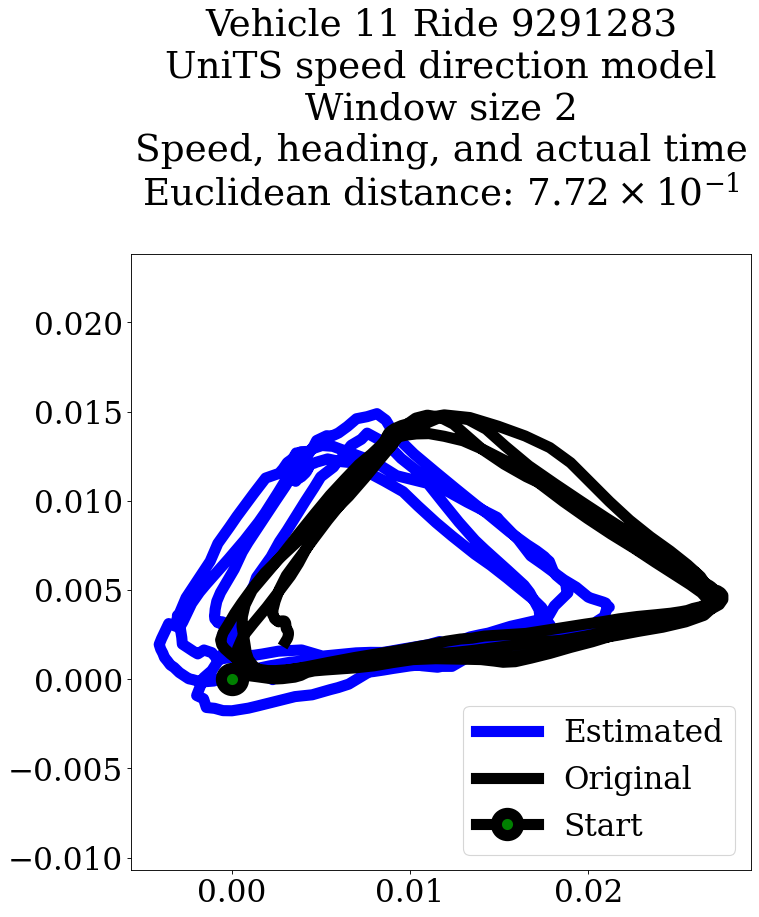 Vehicle 11 Ride 9291283
UniTS speed direction model
Window size 2
Speed, heading, and actual time
Euclidean distance: 7.72 × 10⁻¹
0.020
0.015
0.010
0.005
0.000
−0.005
−0.010
0.00 0.01 0.02
Estimated
Original
Start